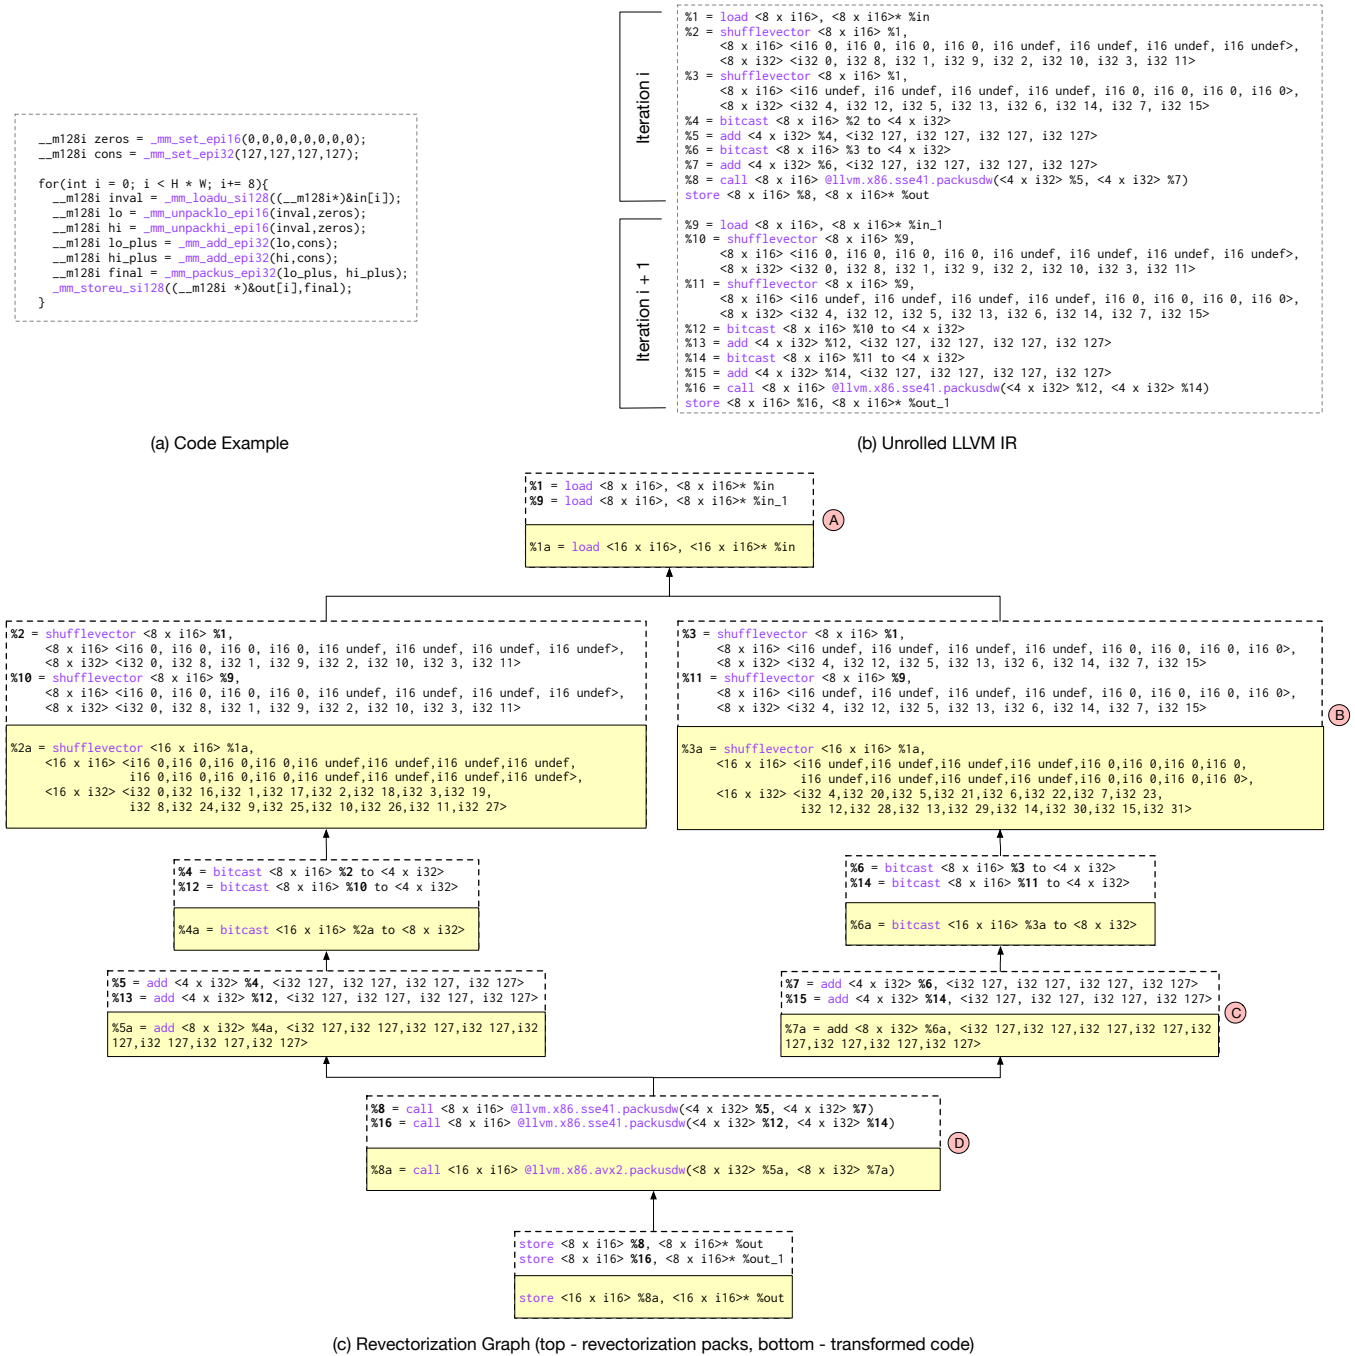 __m128i zeros = _mm_set_epi16(0,0,0,0,0,0,0,0);
__m128i cons = _mm_set_epi32(127,127,127,127);
for(int i = 0; i < H * W; i+= 8){
__m128i inval = _mm_loadu_si128((__m128i*)&in[i]);
__m128i lo = _mm_unpacklo_epi16(inval,zeros);
__m128i hi = _mm_unpackhi_epi16(inval,zeros);
__m128i lo_plus = _mm_add_epi32(lo,cons);
__m128i hi_plus = _mm_add_epi32(hi,cons);
__m128i final = _mm_packus_epi32(lo_plus, hi_plus);
_mm_storeu_si128((__m128i *)&out[i],final);
}
(a) Code Example
Iteration i
%1 = load <8 x i16>, <8 x i16>* %in
%2 = shufflevector <8 x i16> %1,
<8 x i16> <i16 0, i16 0, i16 0, i16 0, i16 undef, i16 undef, i16 undef, i16 undef>,
<8 x i32> <i32 0, i32 8, i32 1, i32 9, i32 2, i32 10, i32 3, i32 11>
%3 = shufflevector <8 x i16> %1,
<8 x i16> <i16 undef, i16 undef, i16 undef, i16 undef, i16 0, i16 0, i16 0, i16 0>,
<8 x i32> <i32 4, i32 12, i32 5, i32 13, i32 6, i32 14, i32 7, i32 15>
%4 = bitcast <8 x i16> %2 to <4 x i32>
%5 = add <4 x i32> %4, <i32 127, i32 127, i32 127, i32 127>
%6 = bitcast <8 x i16> %3 to <4 x i32>
%7 = add <4 x i32> %6, <i32 127, i32 127, i32 127, i32 127>
%8 = call <8 x i16> @llvm.x86.sse41.packusdw(<4 x i32> %5, <4 x i32> %7)
store <8 x i16> %8, <8 x i16>* %out
Iteration i + 1
%9 = load <8 x i16>, <8 x i16>* %in_1
%10 = shufflevector <8 x i16> %9,
<8 x i16> <i16 0, i16 0, i16 0, i16 0, i16 undef, i16 undef, i16 undef, i16 undef>,
<8 x i32> <i32 0, i32 8, i32 1, i32 9, i32 2, i32 10, i32 3, i32 11>
%11 = shufflevector <8 x i16> %9,
<8 x i16> <i16 undef, i16 undef, i16 undef, i16 undef, i16 0, i16 0, i16 0, i16 0>,
<8 x i32> <i32 4, i32 12, i32 5, i32 13, i32 6, i32 14, i32 7, i32 15>
%12 = bitcast <8 x i16> %10 to <4 x i32>
%13 = add <4 x i32> %12, <i32 127, i32 127, i32 127, i32 127>
%14 = bitcast <8 x i16> %11 to <4 x i32>
%15 = add <4 x i32> %14, <i32 127, i32 127, i32 127, i32 127>
%16 = call <8 x i16> @llvm.x86.sse41.packusdw(<4 x i32> %12, <4 x i32> %14)
store <8 x i16> %16, <8 x i16>* %out_1
(b) Unrolled LLVM IR
%1 = load <8 x i16>, <8 x i16>* %in
%9 = load <8 x i16>, <8 x i16>* %in_1
%1a = load <16 x i16>, <16 x i16>* %in
A
%2 = shufflevector <8 x i16> %1,
<8 x i16> <i16 0, i16 0, i16 0, i16 0, i16 undef, i16 undef, i16 undef, i16 undef>,
<8 x i32> <i32 0, i32 8, i32 1, i32 9, i32 2, i32 10, i32 3, i32 11>
%10 = shufflevector <8 x i16> %9,
<8 x i16> <i16 0, i16 0, i16 0, i16 0, i16 undef, i16 undef, i16 undef, i16 undef>,
<8 x i32> <i32 0, i32 8, i32 1, i32 9, i32 2, i32 10, i32 3, i32 11>
%2a = shufflevector <16 x i16> %1a,
<16 x i16> <i16 0,i16 0,i16 0,i16 0,i16 undef,i16 undef,i16 undef,i16 undef,
i16 0,i16 0,i16 0,i16 0,i16 undef,i16 undef,i16 undef,i16 undef>,
<16 x i32> <i32 0,i32 16,i32 1,i32 17,i32 2,i32 18,i32 3,i32 19,
i32 8,i32 24,i32 9,i32 25,i32 10,i32 26,i32 11,i32 27>
%3 = shufflevector <8 x i16> %1,
<8 x i16> <i16 undef, i16 undef, i16 undef, i16 undef, i16 0, i16 0, i16 0, i16 0>,
<8 x i32> <i32 4, i32 12, i32 5, i32 13, i32 6, i32 14, i32 7, i32 15>
%11 = shufflevector <8 x i16> %9,
<8 x i16> <i16 undef, i16 undef, i16 undef, i16 undef, i16 0, i16 0, i16 0, i16 0>,
<8 x i32> <i32 4, i32 12, i32 5, i32 13, i32 6, i32 14, i32 7, i32 15>
%3a = shufflevector <16 x i16> %1a,
<16 x i16> <i16 undef,i16 undef,i16 undef,i16 undef,i16 0,i16 0,i16 0,i16 0,
i16 undef,i16 undef,i16 undef,i16 undef,i16 0,i16 0,i16 0,i16 0>,
<16 x i32> <i32 4,i32 20,i32 5,i32 21,i32 6,i32 22,i32 7,i32 23,
i32 12,i32 28,i32 13,i32 29,i32 14,i32 30,i32 15,i32 31>
B
%4 = bitcast <8 x i16> %2 to <4 x i32>
%12 = bitcast <8 x i16> %10 to <4 x i32>
%4a = bitcast <16 x i16> %2a to <8 x i32>
%6 = bitcast <8 x i16> %3 to <4 x i32>
%14 = bitcast <8 x i16> %11 to <4 x i32>
%6a = bitcast <16 x i16> %3a to <8 x i32>
%5 = add <4 x i32> %4, <i32 127, i32 127, i32 127, i32 127>
%13 = add <4 x i32> %12, <i32 127, i32 127, i32 127, i32 127>
%5a = add <8 x i32> %4a, <i32 127,i32 127,i32 127,i32 127,i32
127,i32 127,i32 127,i32 127>
%7 = add <4 x i32> %6, <i32 127, i32 127, i32 127, i32 127>
%15 = add <4 x i32> %14, <i32 127, i32 127, i32 127, i32 127>
%7a = add <8 x i32> %6a, <i32 127,i32 127,i32 127,i32 127,i32
127,i32 127,i32 127,i32 127>
C
%8 = call <8 x i16> @llvm.x86.sse41.packusdw(<4 x i32> %5, <4 x i32> %7)
%16 = call <8 x i16> @llvm.x86.sse41.packusdw(<4 x i32> %12, <4 x i32> %14)
%8a = call <16 x i16> @llvm.x86.avx2.packusdw(<8 x i32> %5a, <8 x i32> %7a)
D
store <8 x i16> %8, <8 x i16>* %out
store <8 x i16> %16, <8 x i16>* %out_1
store <16 x i16> %8a, <16 x i16>* %out
(c) Revectorization Graph (top - revectorization packs, bottom - transformed code)